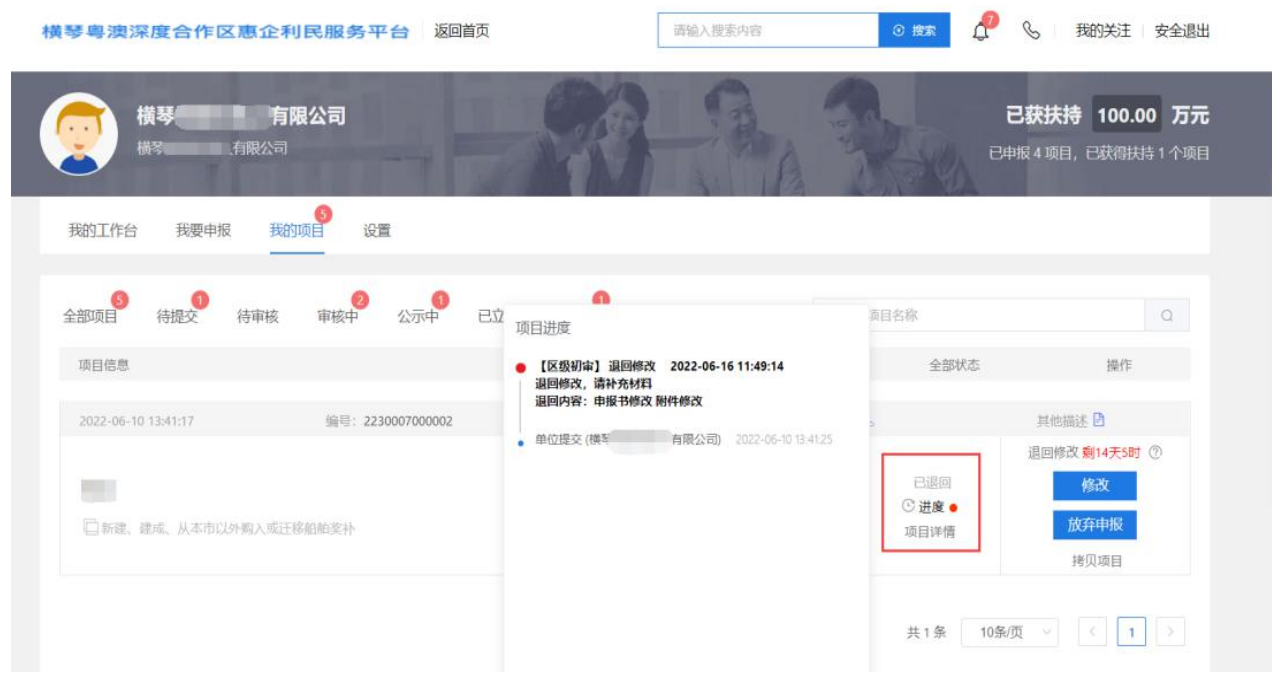 横琴粤澳深度合作区惠企利民服务平台 返回首页 请输入搜索内容 搜索 7 我的关注 安全退出
横琴 有限公司
已获扶持 100.00 万元
横琴 有限公司
已申报 4 项目，已获得扶持 1 个项目
我的工作台 我要申报 我的项目 5 设置
全部项目 5 待提交 1 待审核 审核中 2 公示中 1 已立 1 项目名称
项目信息 全部状态 操作
2022-06-10 13:41:17 编号：2230007000002 其他描述
项目进度
【区级初审】 退回修改 2022-06-16 11:49:14
退回修改，请补充材料
退回内容：申报书修改 附件修改
单位提交 (横琴 有限公司) 2022-06-10 13:41:25
新建、建成、从本市以外购入或迁移船舶奖补
已退回
进度
项目详情
退回修改 剩14天5时
修改
放弃申报
拷贝项目
共 1 条 10条/页 1